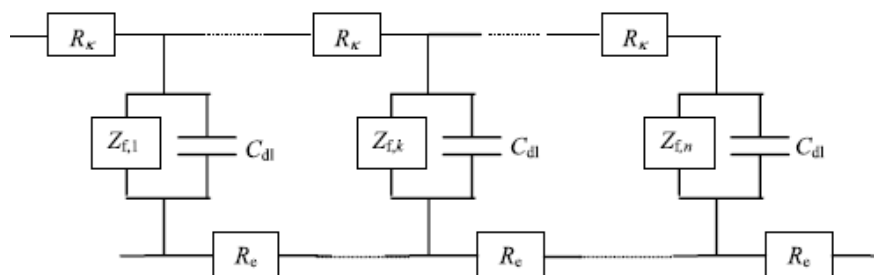 Rκ Rκ Rκ
Zf,1 Cdl Zf,k Cdl Zf,n Cdl
Re Re Re